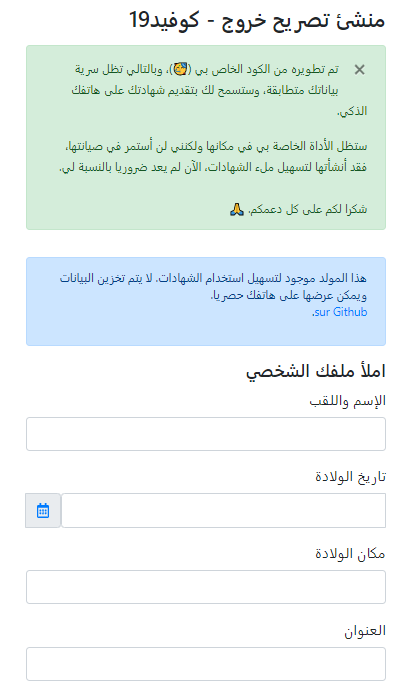 منشئ تصريح خروج - كوفيد19
تم تطويره من الكود الخاص بي (🥳)، وبالتالي تظل سرية
بياناتك متطابقة، وستسمح لك بتقديم شهادتك على هاتفك
الذكي.
ستظل الأداة الخاصة بي في مكانها ولكنني لن أستمر في صيانتها،
فقد أنشأتها لتسهيل ملء الشهادات، الآن لم يعد ضروريا بالنسبة لي.
شكرا لكم على كل دعمكم. 🙏
هذا المولد موجود لتسهيل استخدام الشهادات. لا يتم تخزين البيانات
ويمكن عرضها على هاتفك حصريا.
sur Github.
املأ ملفك الشخصي
الإسم واللقب
تاريخ الولادة
مكان الولادة
العنوان